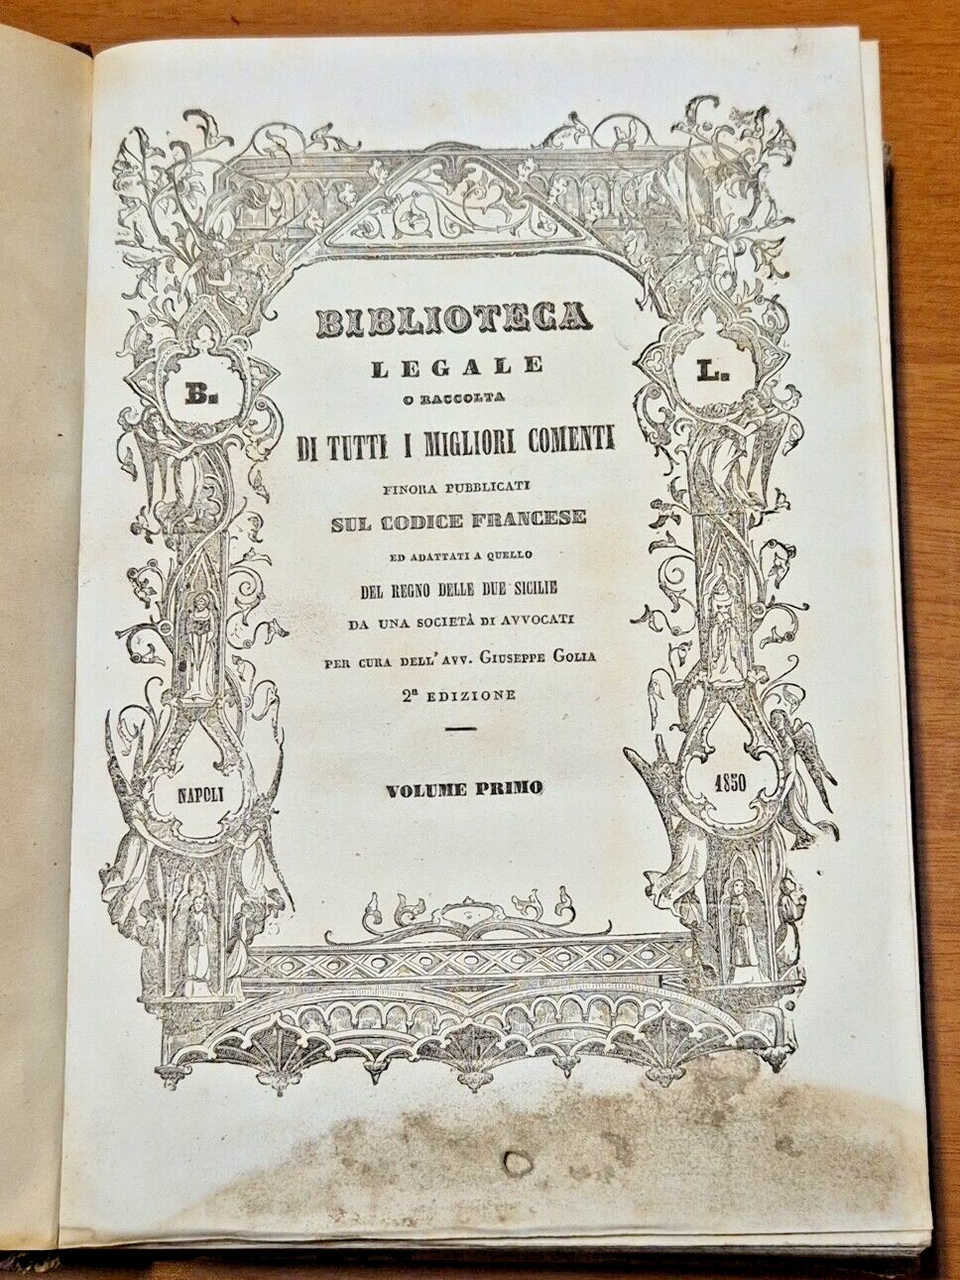 BIBLIOTECA
LEGALE
O RACCOLTA
DI TUTTI I MIGLIORI COMENTI
FINORA PUBBLICATI
SUL CODICE FRANCESE
ED ADATTATI A QUELLO
DEL REGNO DELLE DUE SICILIE
DA UNA SOCIETÀ DI AVVOCATI
PER CURA DELL' AVV. GIUSEPPE GOLIA
2ª EDIZIONE
VOLUME PRIMO
B.
L.
NAPOLI
1850